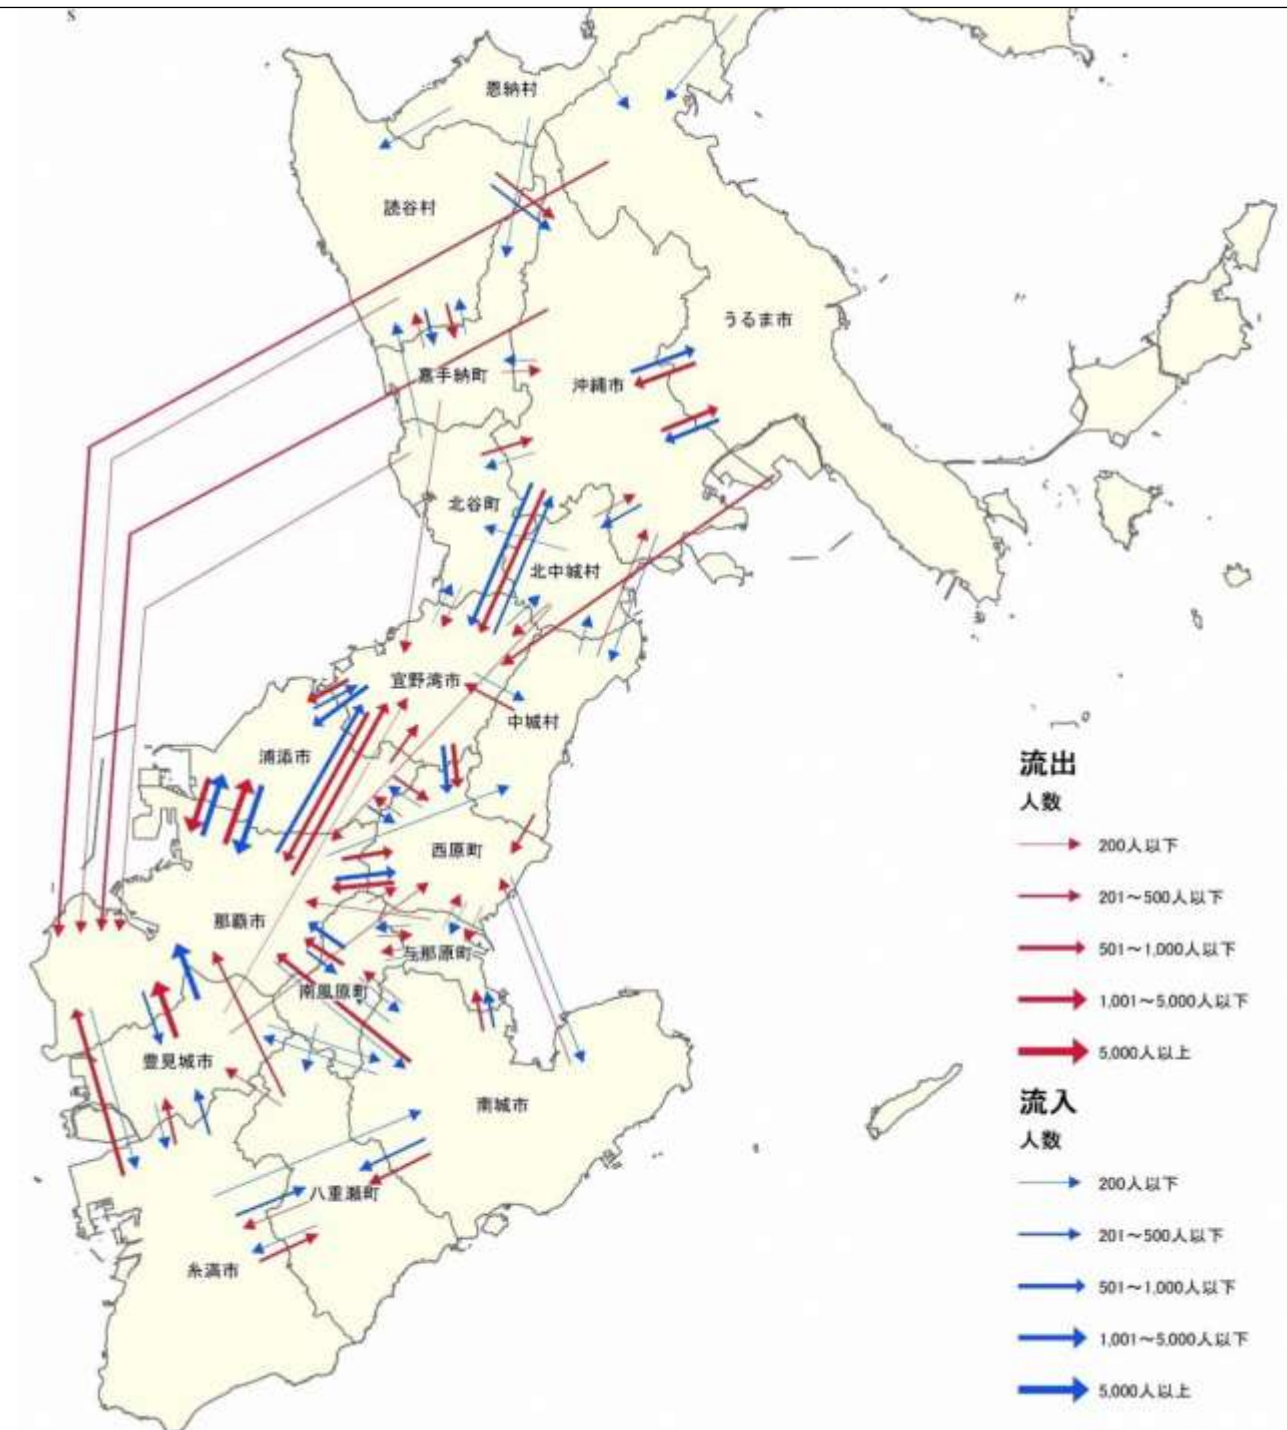 S
恩納村
読谷村
うるま市
嘉手納町
沖縄市
北谷町
北中城村
宜野湾市
中城村
浦添市
西原町
那覇市
与那原町
南風原町
豊見城市
南城市
八重瀬町
糸満市
流出
人数
200人以下
201～500人以下
501～1,000人以下
1,001～5,000人以下
5,000人以上
流入
人数
200人以下
201～500人以下
501～1,000人以下
1,001～5,000人以下
5,000人以上